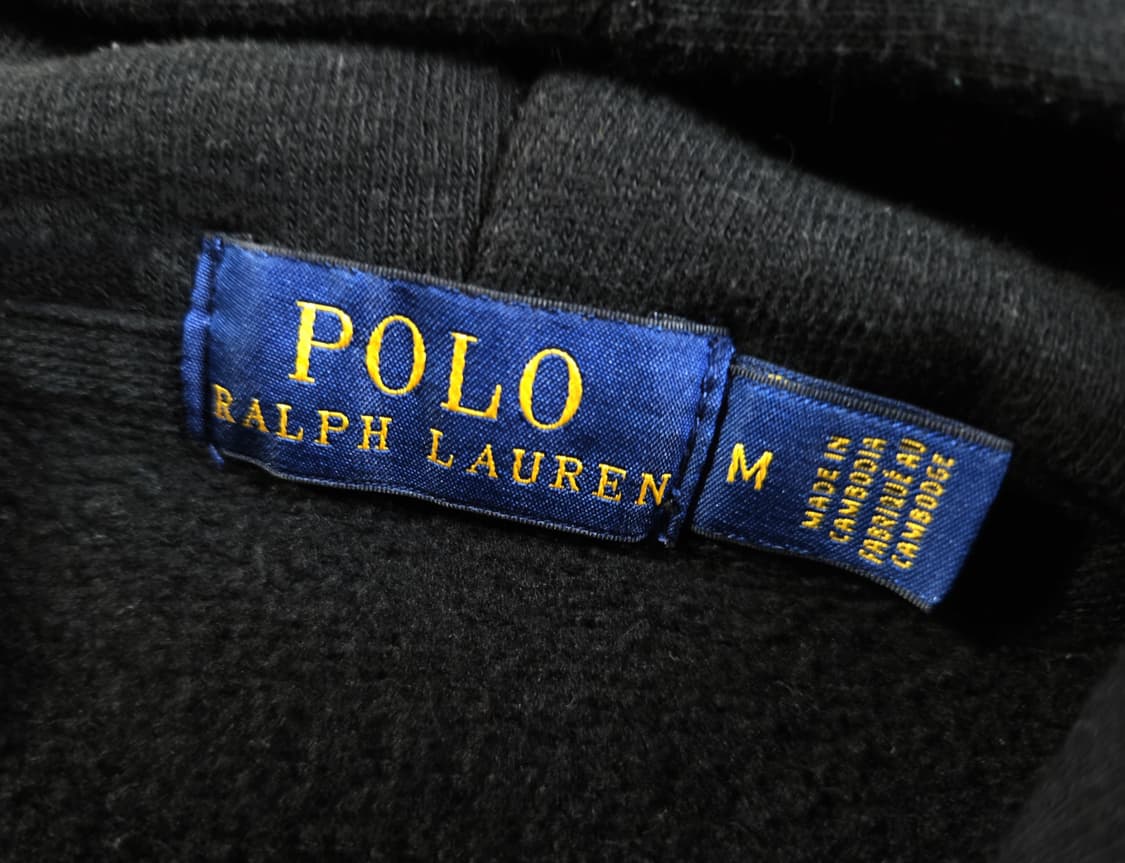 POLO
RALPH LAUREN
M
MADE IN
CAMBODIA
FABRIQUÉ AU
CAMBODGE